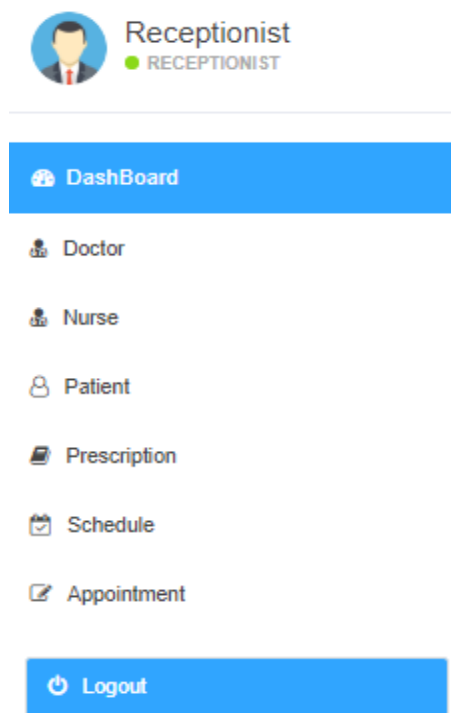 Receptionist
RECEPTIONIST
DashBoard
Doctor
Nurse
Patient
Prescription
Schedule
Appointment
Logout